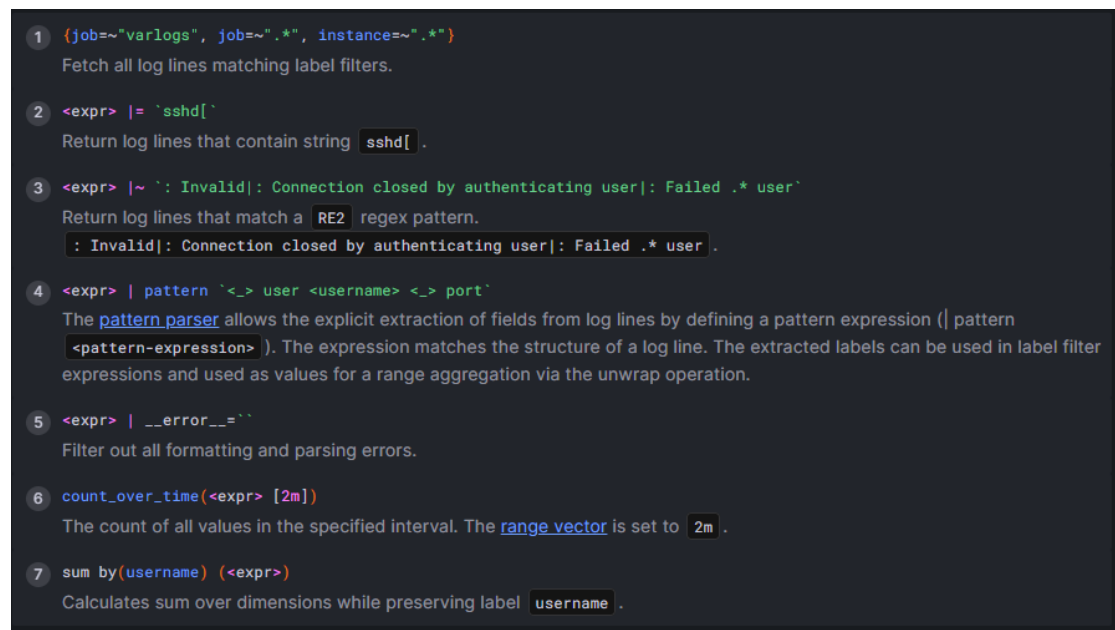 1 {job=~"varlogs", job=~".*", instance=~".*"}
Fetch all log lines matching label filters.
2 <expr> |= `sshd[`
Return log lines that contain string sshd[ .
3 <expr> |~ `: Invalid|: Connection closed by authenticating user|: Failed .* user`
Return log lines that match a RE2 regex pattern.
: Invalid|: Connection closed by authenticating user|: Failed .* user .
4 <expr> | pattern `<_> user <username> <_> port`
The pattern parser allows the explicit extraction of fields from log lines by defining a pattern expression (| pattern
<pattern-expression> ). The expression matches the structure of a log line. The extracted labels can be used in label filter
expressions and used as values for a range aggregation via the unwrap operation.
5 <expr> | __error__=``
Filter out all formatting and parsing errors.
6 count_over_time(<expr> [2m])
The count of all values in the specified interval. The range vector is set to 2m .
7 sum by(username) (<expr>)
Calculates sum over dimensions while preserving label username .